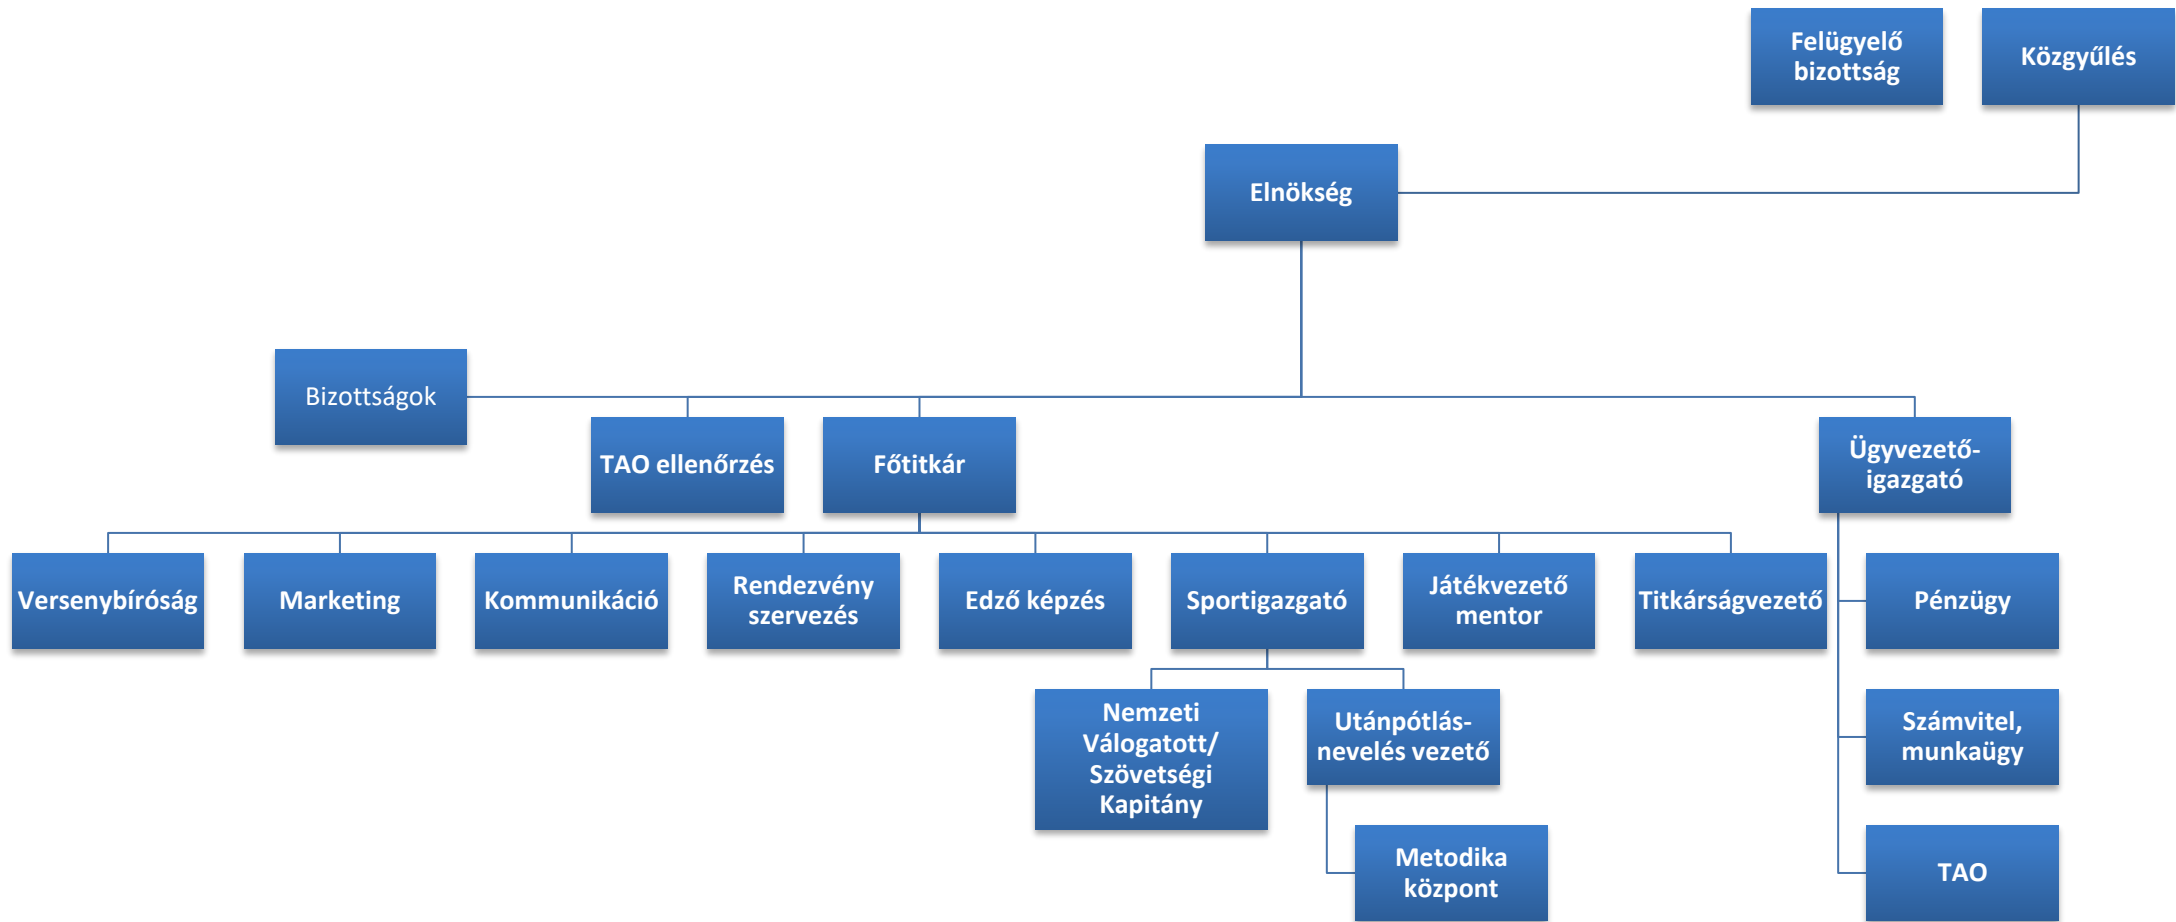 Felügyelő
bizottság
Közgyűlés
Elnökség
Bizottságok
TAO ellenőrzés
Főtitkár
Ügyvezető-
igazgató
Versenybíróság
Marketing
Kommunikáció
Rendezvény
szervezés
Edző képzés
Sportigazgató
Játékvezető
mentor
Titkárságvezető
Pénzügy
Nemzeti
Válogatott/
Szövetségi
Kapitány
Utánpótlás-
nevelés vezető
Számvitel,
munkaügy
Metodika
központ
TAO